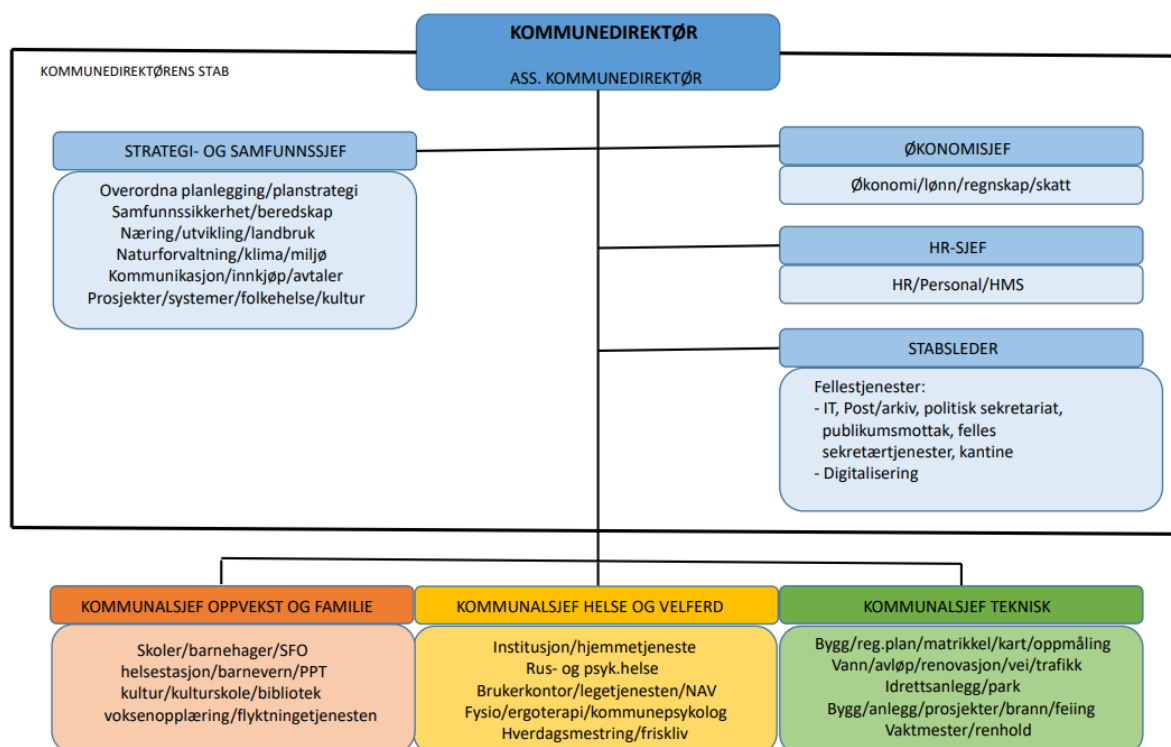 KOMMUNEDIREKTØR
ASS. KOMMUNEDIREKTØR
KOMMUNEDIREKTØRENS STAB
STRATEGI- OG SAMFUNNSSJEF
Overordna planlegging/planstrategi
Samfunnssikkerhet/beredskap
Næring/utvikling/landbruk
Naturforvaltning/klima/miljø
Kommunikasjon/innkjøp/avtaler
Prosjekter/systemer/folkehelse/kultur
ØKONOMISJEF
Økonomi/lønn/regnskap/skatt
HR-SJEF
HR/Personal/HMS
STABSLEDER
Fellestjenester:
- IT, Post/arkiv, politisk sekretariat,
publikumsmottak, felles
sekretærtjenester, kantine
- Digitalisering
KOMMUNALSJEF OPPVEKST OG FAMILIE
Skoler/barnehager/SFO
helsestasjon/barnevern/PPT
kultur/kulturskole/bibliotek
voksenopplæring/flyktningetjenesten
KOMMUNALSJEF HELSE OG VELFERD
Institusjon/hjemmetjeneste
Rus- og psyk.helse
Brukerkontor/legetjenesten/NAV
Fysio/ergoterapi/kommunepsykolog
Hverdagsmestring/friskliv
KOMMUNALSJEF TEKNISK
Bygg/reg.plan/matrikkel/kart/oppmåling
Vann/avløp/renovasjon/vei/trafikk
Idrettsanlegg/park
Bygg/anlegg/prosjekter/brann/feiing
Vaktmester/renhold